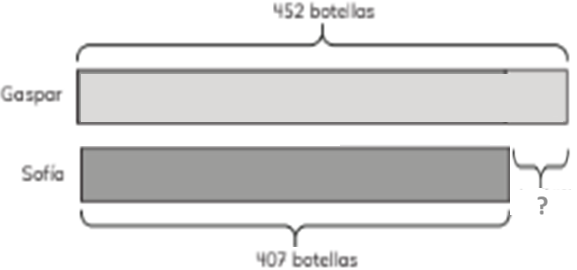 452 botellas
Gaspar
Sofía
?
407 botellas